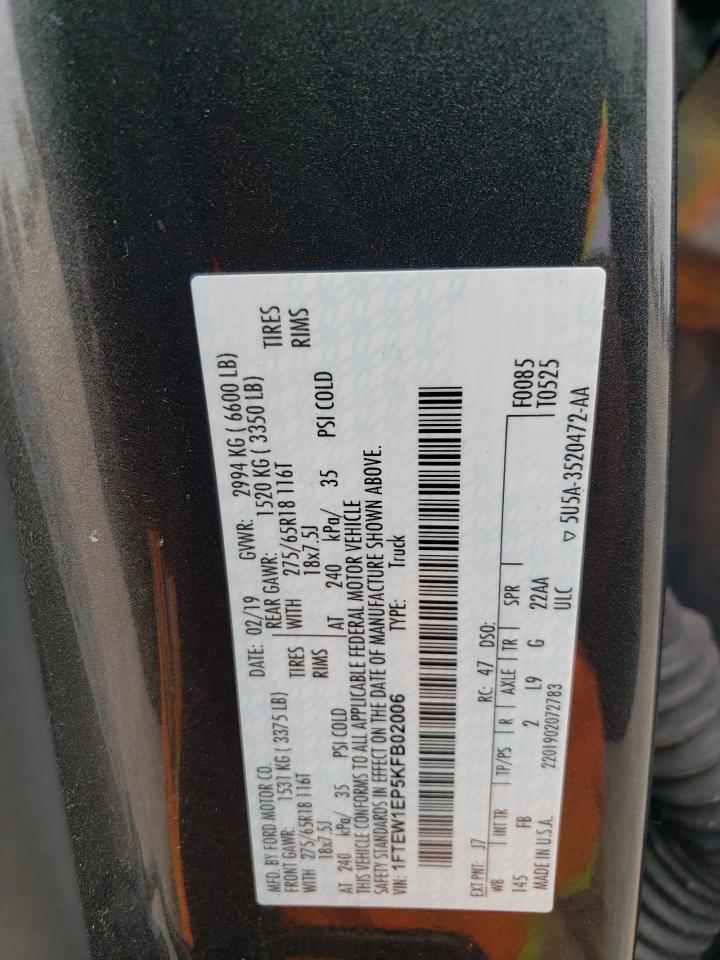 MFD. BY FORD MOTOR CO.   DATE: 02/19   GVWR: 2994 KG ( 6600 LB)
FRONT GAWR: 1531 KG ( 3375 LB)   REAR GAWR: 1520 KG ( 3350 LB)
WITH 275/65R18 116T TIRES   WITH 275/65R18 116T TIRES
18x7.5J RIMS   18x7.5J RIMS
AT 240 kPa/ 35 PSI COLD   AT 240 kPa/ 35 PSI COLD
THIS VEHICLE CONFORMS TO ALL APPLICABLE FEDERAL MOTOR VEHICLE
SAFETY STANDARDS IN EFFECT ON THE DATE OF MANUFACTURE SHOWN ABOVE.
VIN: 1FTEW1EP5KFB02006   TYPE: Truck
EXT PNT: J7   RC: 47 DSO: F0085
WB | INT TR | TP/PS | R | AXLE | TR | SPR | T0525
145 FB 2 L9 G 22AA
2201902072783 ULC
MADE IN U.S.A. ▽ 5U5A-3520472-AA